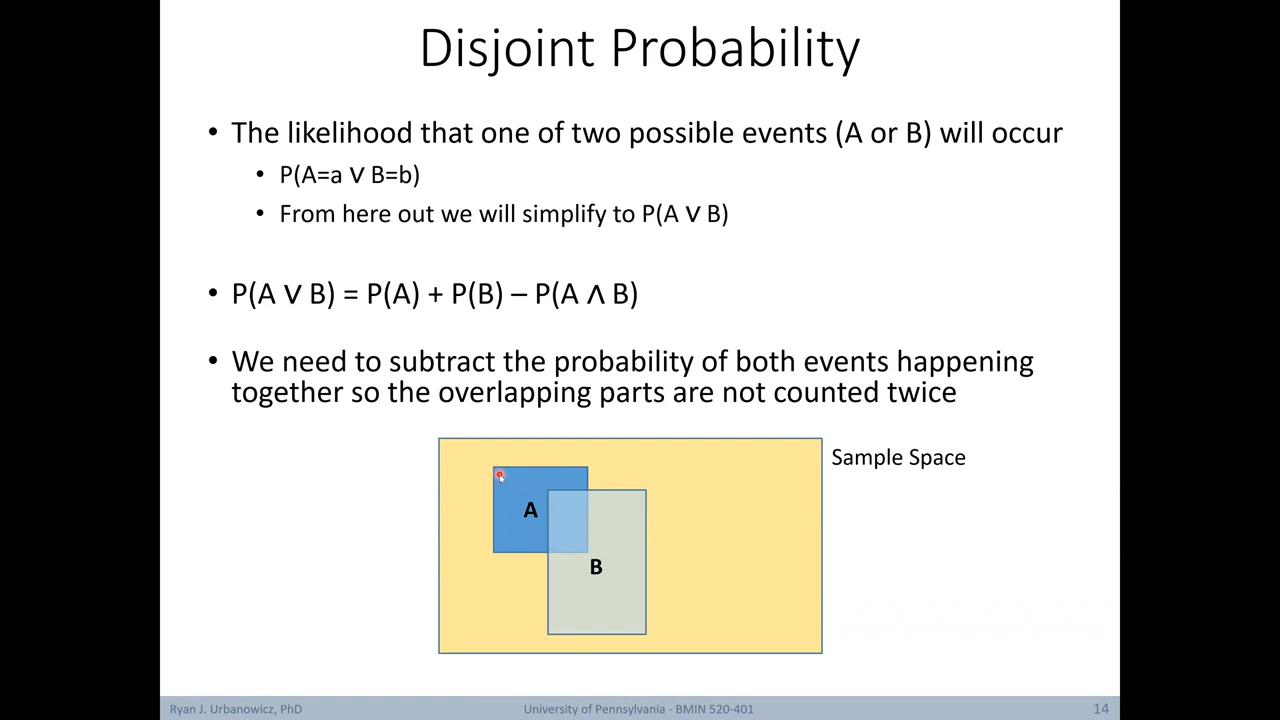 Disjoint Probability
• The likelihood that one of two possible events (A or B) will occur
• P(A=a ∨ B=b)
• From here out we will simplify to P(A ∨ B)
• P(A ∨ B) = P(A) + P(B) – P(A ∧ B)
• We need to subtract the probability of both events happening
together so the overlapping parts are not counted twice
Sample Space
A
B
Ryan J. Urbanowicz, PhD
University of Pennsylvania - BMIN 520-401
14